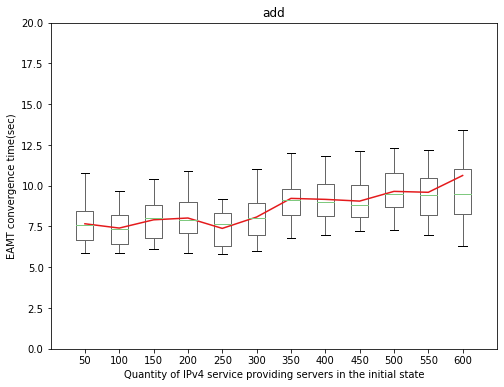 add
20.0
17.5
15.0
12.5
10.0
7.5
5.0
2.5
0.0
EAMT convergence time(sec)
50 100 150 200 250 300 350 400 450 500 550 600
Quantity of IPv4 service providing servers in the initial state